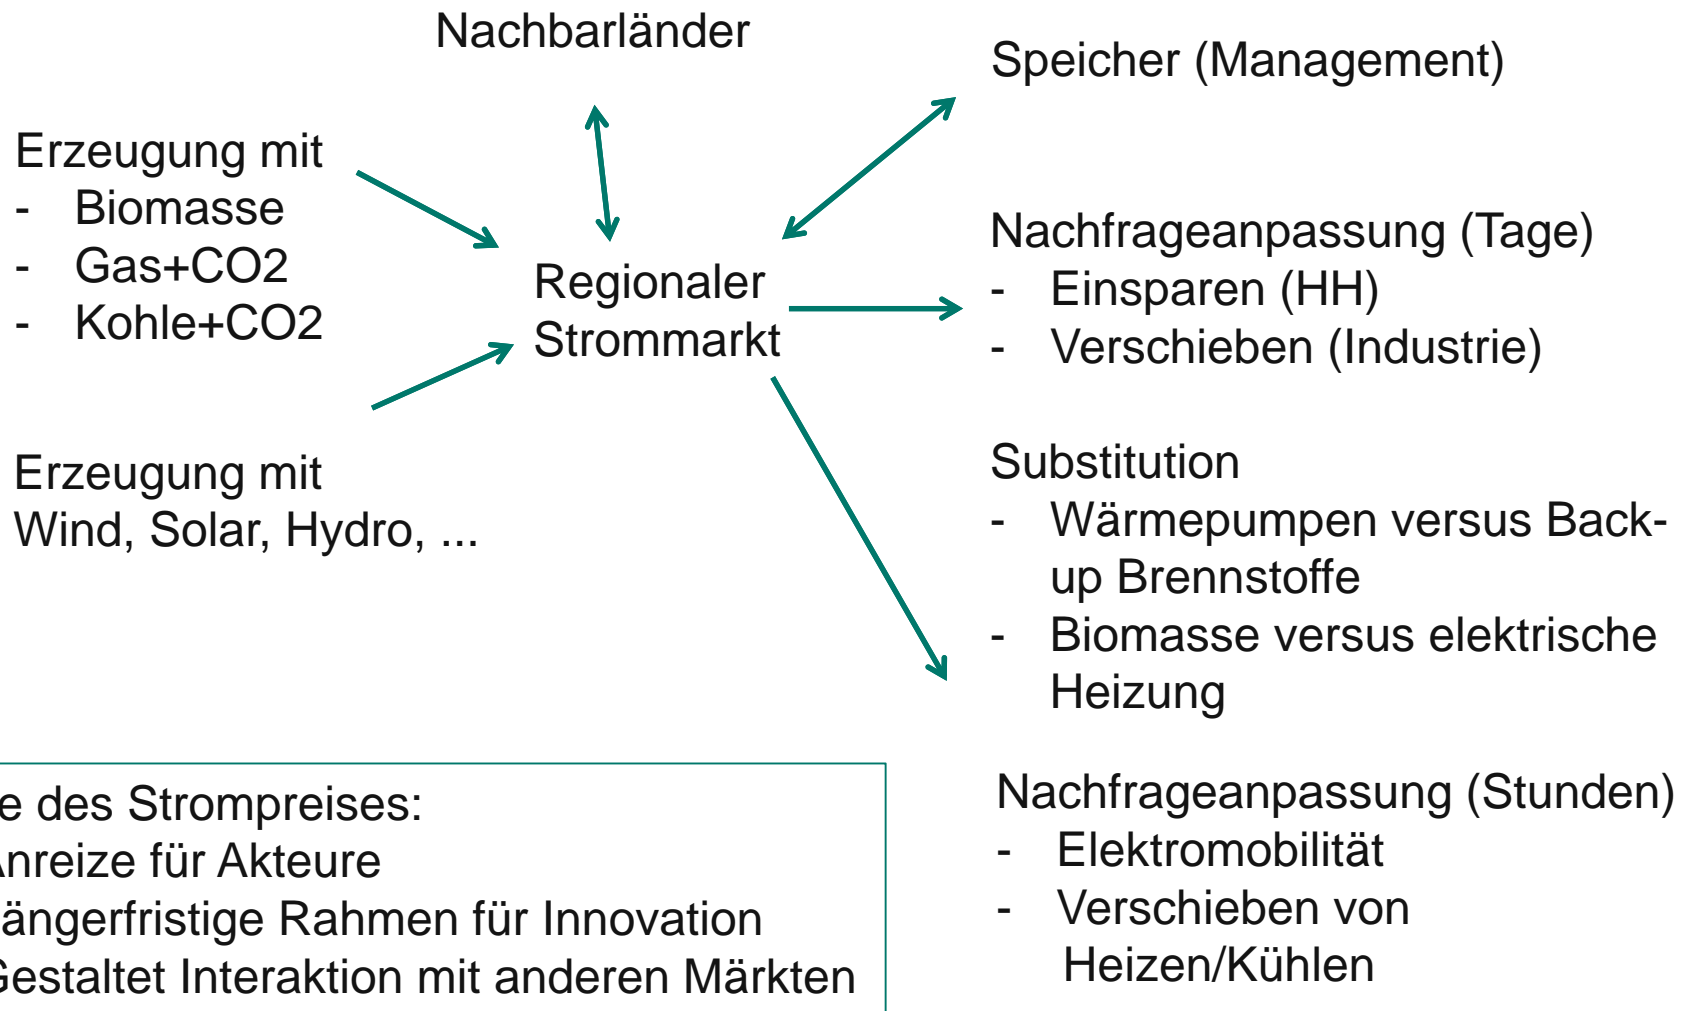 Nachbarländer
Speicher (Management)
Erzeugung mit
- Biomasse
- Gas+CO2
- Kohle+CO2
Regionaler
Strommarkt
Nachfrageanpassung (Tage)
- Einsparen (HH)
- Verschieben (Industrie)
Erzeugung mit
Wind, Solar, Hydro, ...
Substitution
- Wärmepumpen versus Back-
up Brennstoffe
- Biomasse versus elektrische
Heizung
Nachfrageanpassung (Stunden)
- Elektromobilität
- Verschieben von
Heizen/Kühlen
des Strompreises:
Anreize für Akteure
längerfristige Rahmen für Innovation
Gestaltet Interaktion mit anderen Märkten